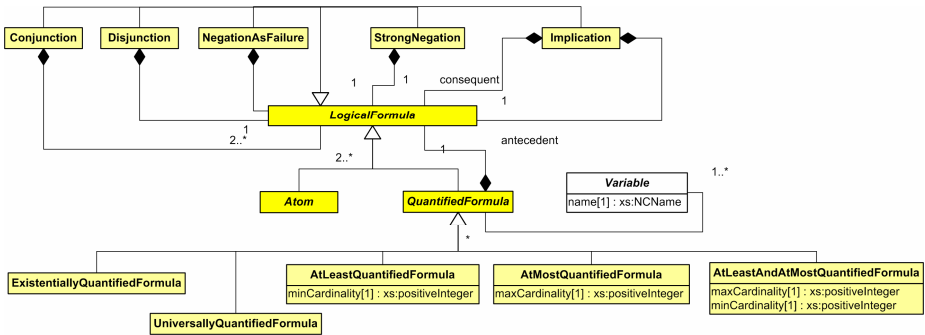 Conjunction
Disjunction
NegationAsFailure
StrongNegation
Implication
1
1
consequent
1
LogicalFormula
1
2..*
antecedent
2..*
1
1..*
Atom
QuantifiedFormula
Variable
name[1] : xs:NCName
*
ExistentiallyQuantifiedFormula
UniversallyQuantifiedFormula
AtLeastQuantifiedFormula
minCardinality[1] : xs:positiveInteger
AtMostQuantifiedFormula
maxCardinality[1] : xs:positiveInteger
AtLeastAndAtMostQuantifiedFormula
maxCardinality[1] : xs:positiveInteger
minCardinality[1] : xs:positiveInteger